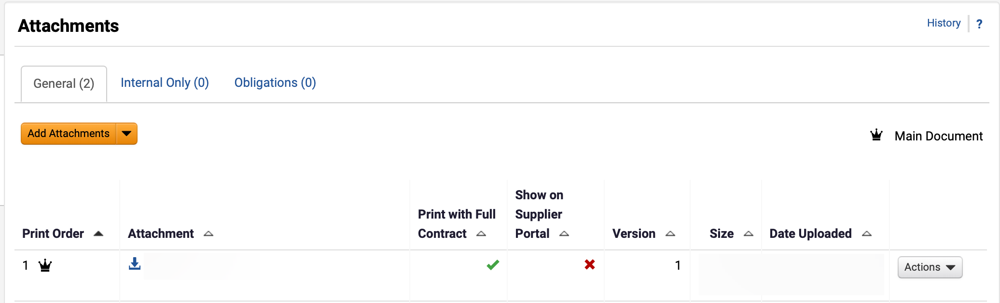 Attachments
History ?
General (2) Internal Only (0) Obligations (0)
Add Attachments
Main Document
Print Order Attachment Print with Full Contract Show on Supplier Portal Version Size Date Uploaded
1 1 Actions